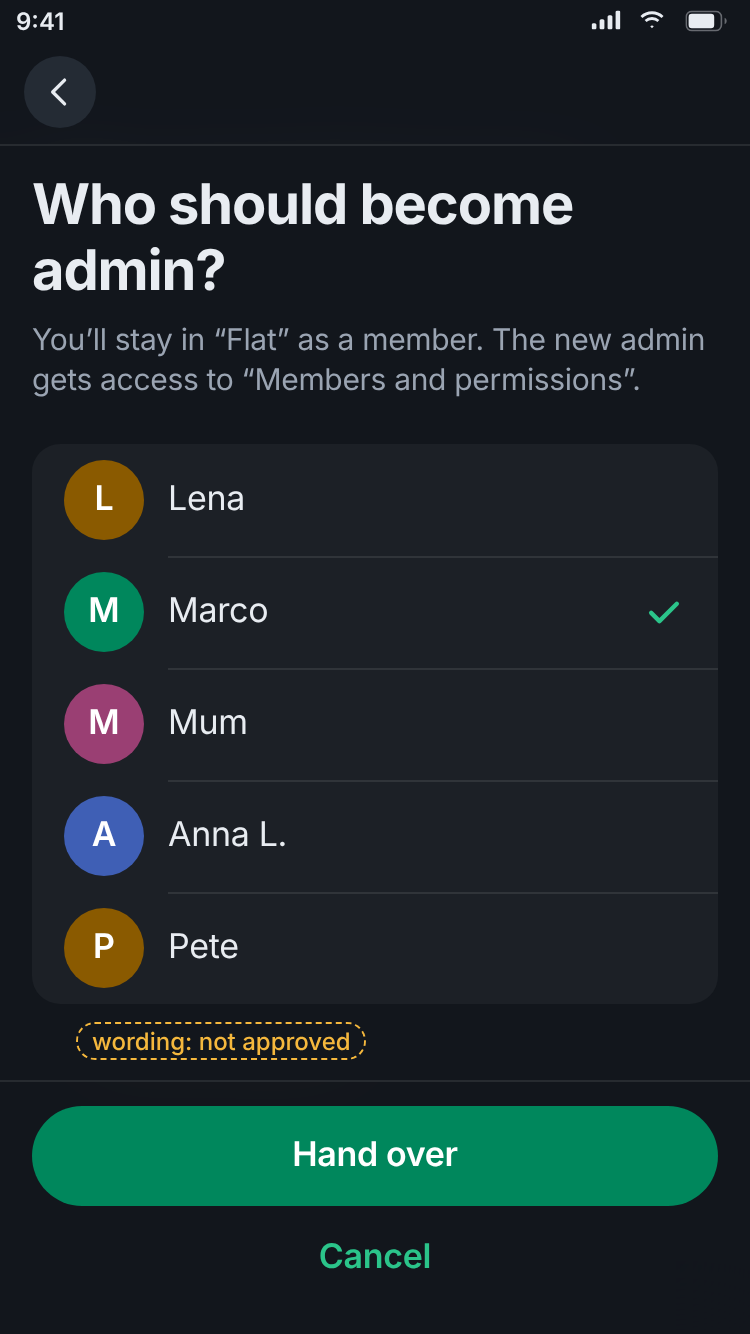 9:41
Who should become
admin?
You’ll stay in “Flat” as a member. The new admin
gets access to “Members and permissions”.
L Lena
M Marco
M Mum
A Anna L.
P Pete
wording: not approved
Hand over
Cancel